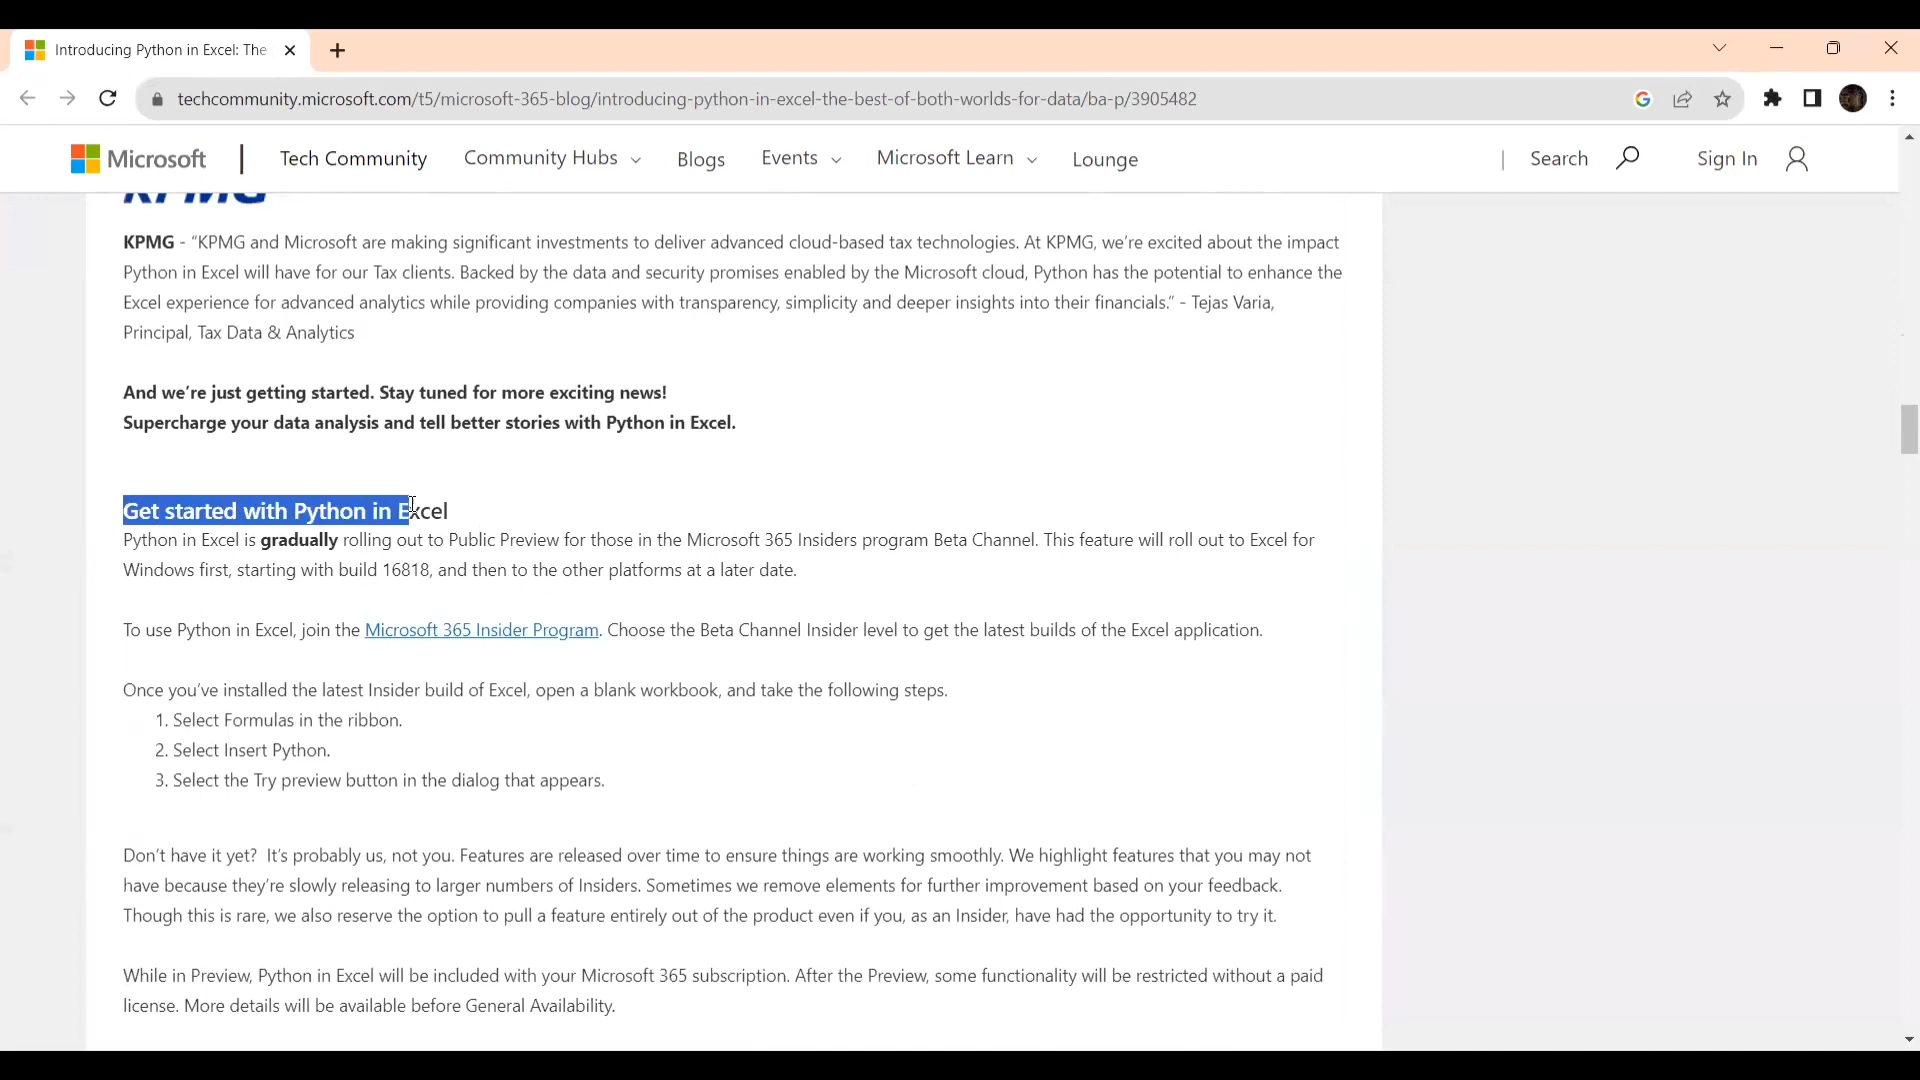 Introducing Python in Excel: The
techcommunity.microsoft.com/t5/microsoft-365-blog/introducing-python-in-excel-the-best-of-both-worlds-for-data/ba-p/3905482
Microsoft | Tech Community Community Hubs Blogs Events Microsoft Learn Lounge | Search Sign In
KPMG
KPMG - “KPMG and Microsoft are making significant investments to deliver advanced cloud-based tax technologies. At KPMG, we’re excited about the impact
Python in Excel will have for our Tax clients. Backed by the data and security promises enabled by the Microsoft cloud, Python has the potential to enhance the
Excel experience for advanced analytics while providing companies with transparency, simplicity and deeper insights into their financials.” - Tejas Varia,
Principal, Tax Data & Analytics
And we’re just getting started. Stay tuned for more exciting news!
Supercharge your data analysis and tell better stories with Python in Excel.
Get started with Python in Excel
Python in Excel is gradually rolling out to Public Preview for those in the Microsoft 365 Insiders program Beta Channel. This feature will roll out to Excel for
Windows first, starting with build 16818, and then to the other platforms at a later date.
To use Python in Excel, join the Microsoft 365 Insider Program. Choose the Beta Channel Insider level to get the latest builds of the Excel application.
Once you’ve installed the latest Insider build of Excel, open a blank workbook, and take the following steps.
1. Select Formulas in the ribbon.
2. Select Insert Python.
3. Select the Try preview button in the dialog that appears.
Don’t have it yet?  It’s probably us, not you. Features are released over time to ensure things are working smoothly. We highlight features that you may not
have because they’re slowly releasing to larger numbers of Insiders. Sometimes we remove elements for further improvement based on your feedback.
Though this is rare, we also reserve the option to pull a feature entirely out of the product even if you, as an Insider, have had the opportunity to try it.
While in Preview, Python in Excel will be included with your Microsoft 365 subscription. After the Preview, some functionality will be restricted without a paid
license. More details will be available before General Availability.